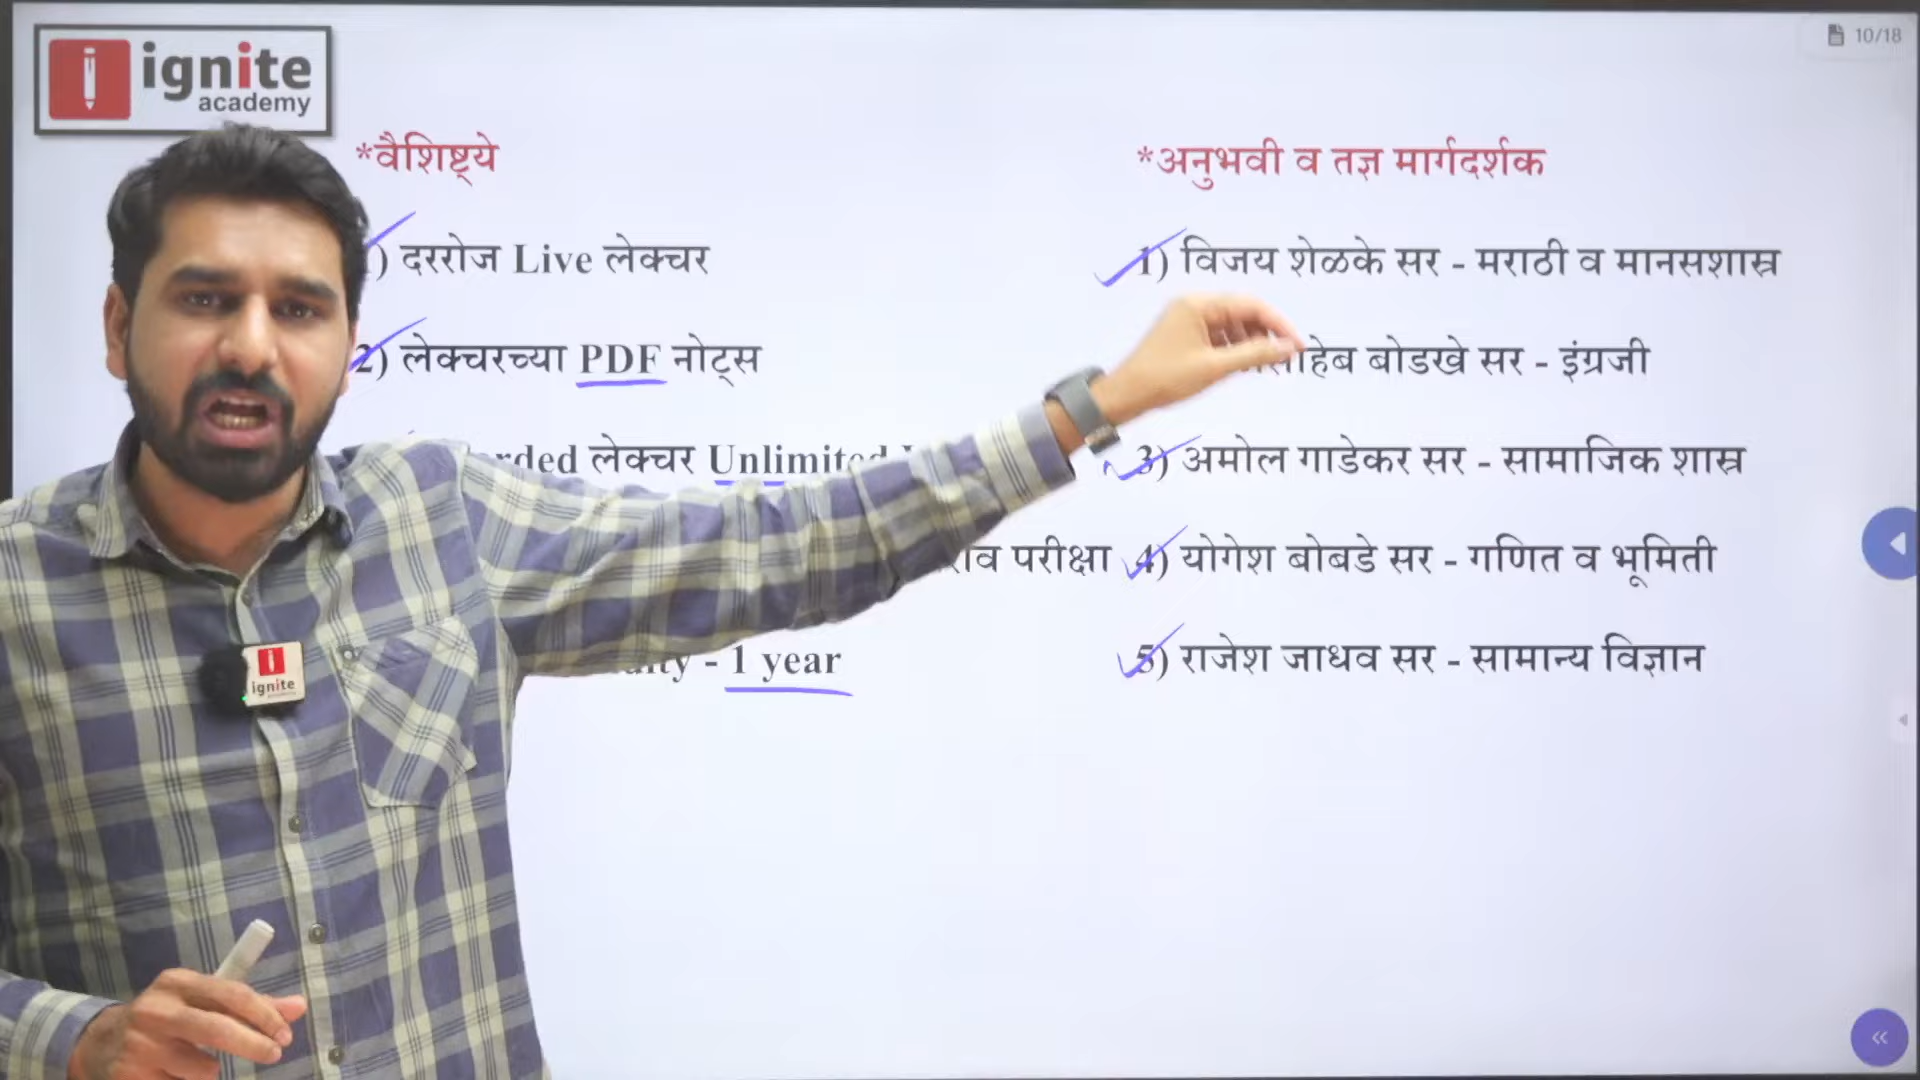 ignite
academy
10/18
*वैशिष्ट्ये
1) दररोज Live लेक्चर
2) लेक्चरच्या PDF नोट्स
लेक्चर Unlimited
परीक्षा
- 1 year
*अनुभवी व तज्ञ मार्गदर्शक
1) विजय शेळके सर - मराठी व मानसशास्त्र
बोडखे सर - इंग्रजी
3) अमोल गाडेकर सर - सामाजिक शास्त्र
4) योगेश बोबडे सर - गणित व भूमिती
5) राजेश जाधव सर - सामान्य विज्ञान
ignite